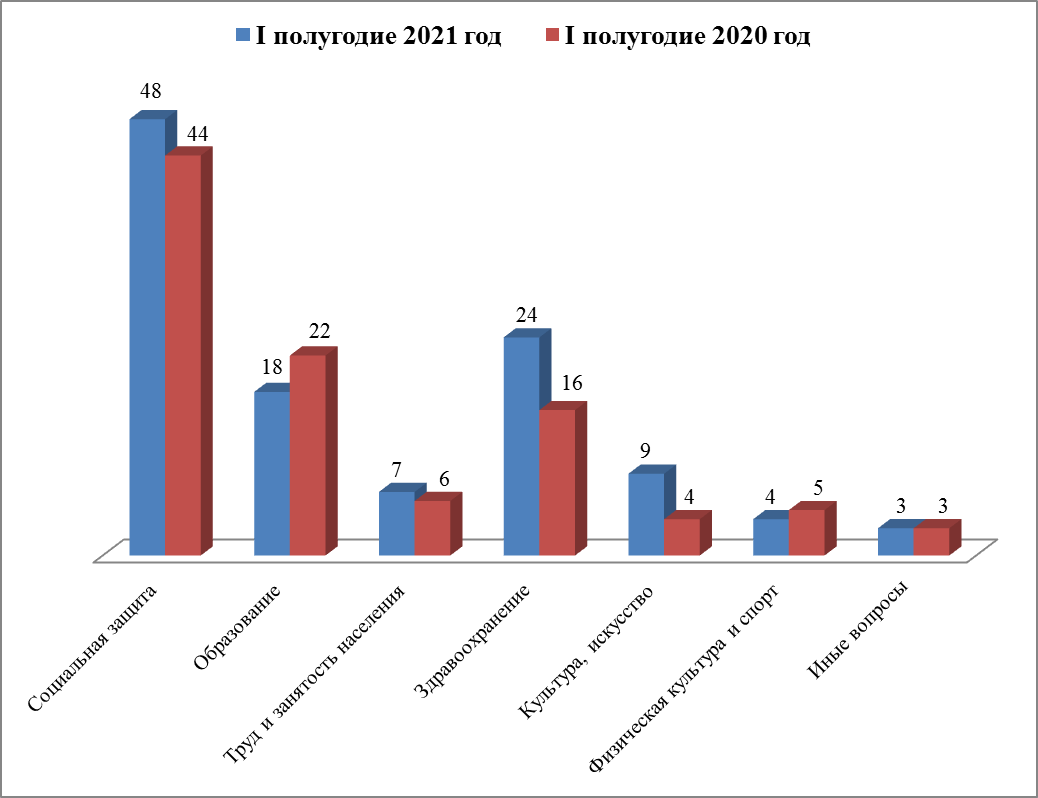 I полугодие 2021 год I полугодие 2020 год
48
44
18
22
7
6
24
16
9
4
4
5
3
3
Социальная защита
Образование
Труд и занятость населения
Здравоохранение
Культура, искусство
Физическая культура и спорт
Иные вопросы